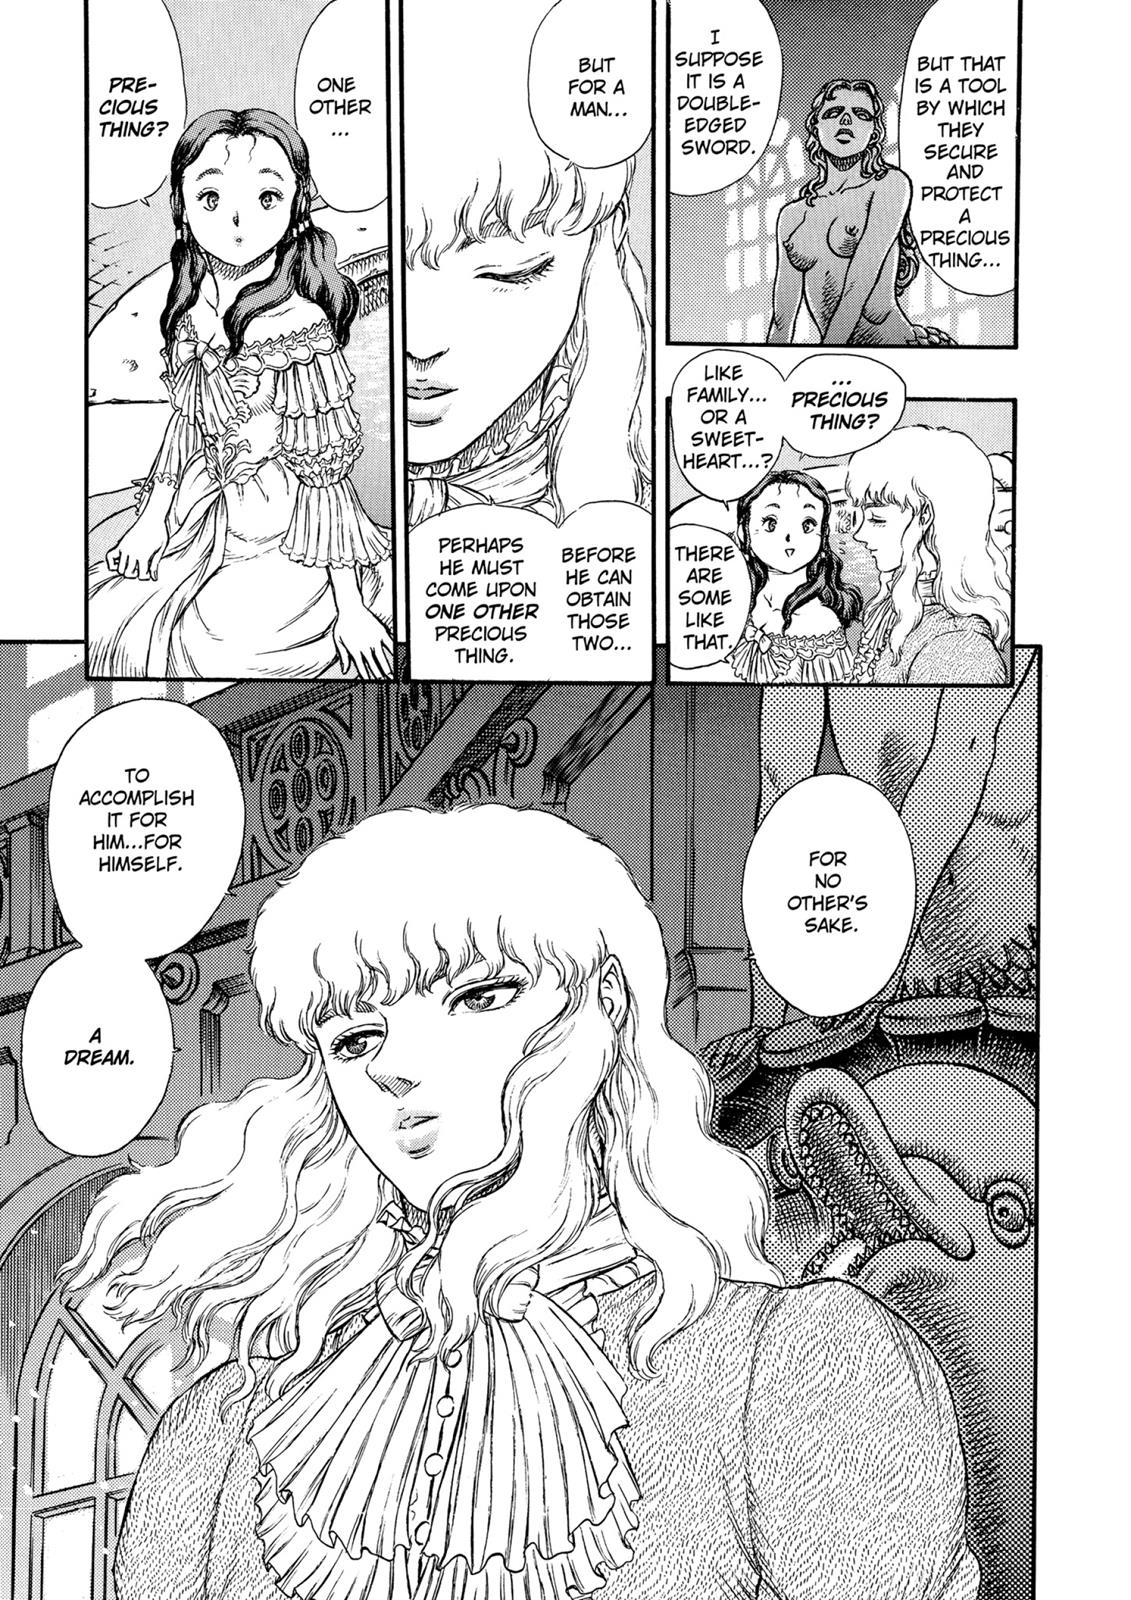 BUT THAT
IS A TOOL
BY WHICH
THEY
SECURE
AND
PROTECT
A
PRECIOUS
THING...
I
SUPPOSE
IT IS A
DOUBLE-
EDGED
SWORD.
...
PRECIOUS
THING?
LIKE
FAMILY...
OR A
SWEET-
HEART...?
THERE
ARE
SOME
LIKE
THAT.
BUT
FOR A
MAN...
BEFORE
HE CAN
OBTAIN
THOSE
TWO...
PERHAPS
HE MUST
COME UPON
ONE OTHER
PRECIOUS
THING.
ONE
OTHER
...
PRE-
CIOUS
THING?
FOR
NO
OTHER'S
SAKE.
TO
ACCOMPLISH
IT FOR
HIM...FOR
HIMSELF.
A
DREAM.